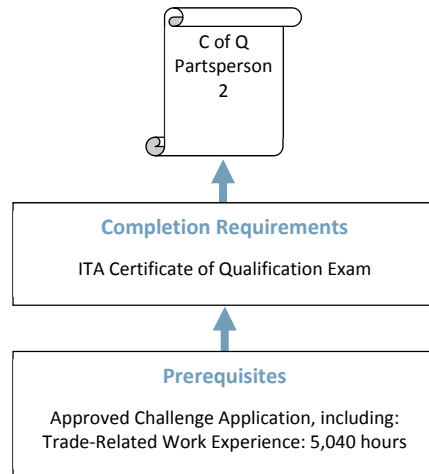 C of Q
Partsperson
2
Completion Requirements
ITA Certificate of Qualification Exam
Prerequisites
Approved Challenge Application, including:
Trade-Related Work Experience: 5,040 hours